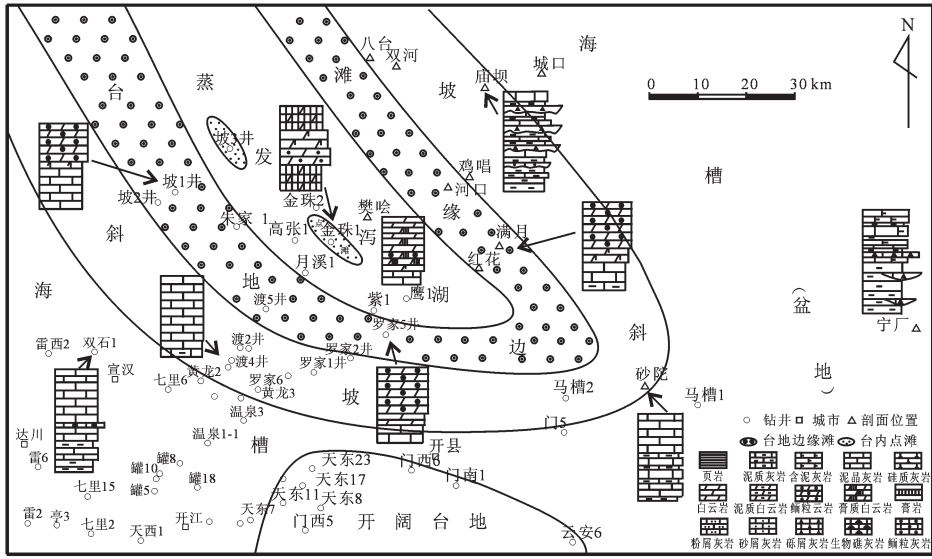 台地边缘滩
斜坡
蒸发泻湖
斜坡
海槽
海槽(盆地)
开阔台地
N
0 10 20 30 km
八台
双河
城口
庙坝
坡3井
坡1井
坡2井
鸡唱
河口
金珠2
樊哙
朱家 1
高张1
金珠1
滩
满月
红花
月溪1
鹰1
紫1
渡5井
罗家5井
宁厂
雷西2
双石1
渡2井
罗家2井
渡4井
罗家1井
宣汉
黄龙2
七里6
罗家6
黄龙3
砂陀
马槽2
马槽1
温泉3
门5
温泉1-1
达川
雷6
开县
罐8
罐10
罐5
罐18
天东23
门西6
天东17
门南1
七里15
天东11
天东8
雷2
亭3
七里2
天西1
开江
天东7
门西5
云安6
钻井 城市 剖面位置
台地边缘滩 台内点滩
页岩 泥质灰岩 含泥灰岩 泥晶灰岩 硅质灰岩
白云岩 泥质白云岩 鲕粒云岩 膏质白云岩 膏岩
粉屑灰岩 砂屑灰岩 砾屑灰岩 生物礁灰岩 鲕粒灰岩